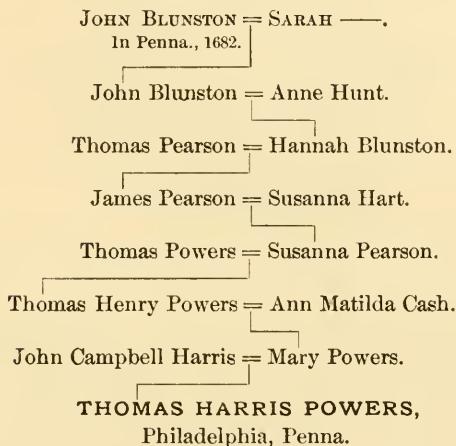 John Blunston = Sarah ——.
In Penna., 1682.
John Blunston = Anne Hunt.
Thomas Pearson = Hannah Blunston.
James Pearson = Susanna Hart.
Thomas Powers = Susanna Pearson.
Thomas Henry Powers = Ann Matilda Cash.
John Campbell Harris = Mary Powers.
THOMAS HARRIS POWERS,
Philadelphia, Penna.